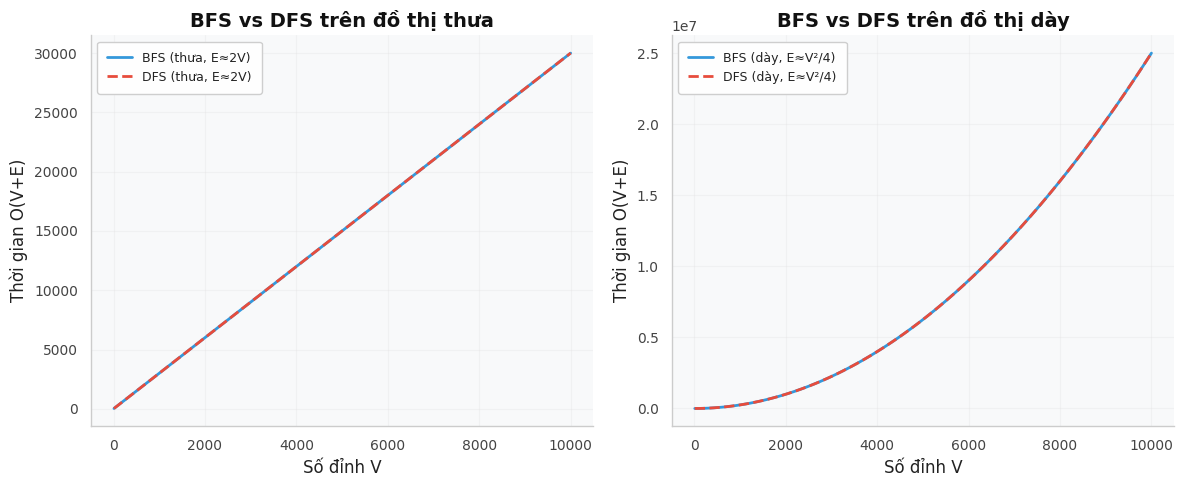 BFS vs DFS trên đồ thị thưa
BFS (thưa, E≈2V)
DFS (thưa, E≈2V)
Thời gian O(V+E)
30000
25000
20000
15000
10000
5000
0
0 2000 4000 6000 8000 10000
Số đỉnh V
BFS vs DFS trên đồ thị dày
1e7
BFS (dày, E≈V²/4)
DFS (dày, E≈V²/4)
Thời gian O(V+E)
2.5
2.0
1.5
1.0
0.5
0.0
0 2000 4000 6000 8000 10000
Số đỉnh V